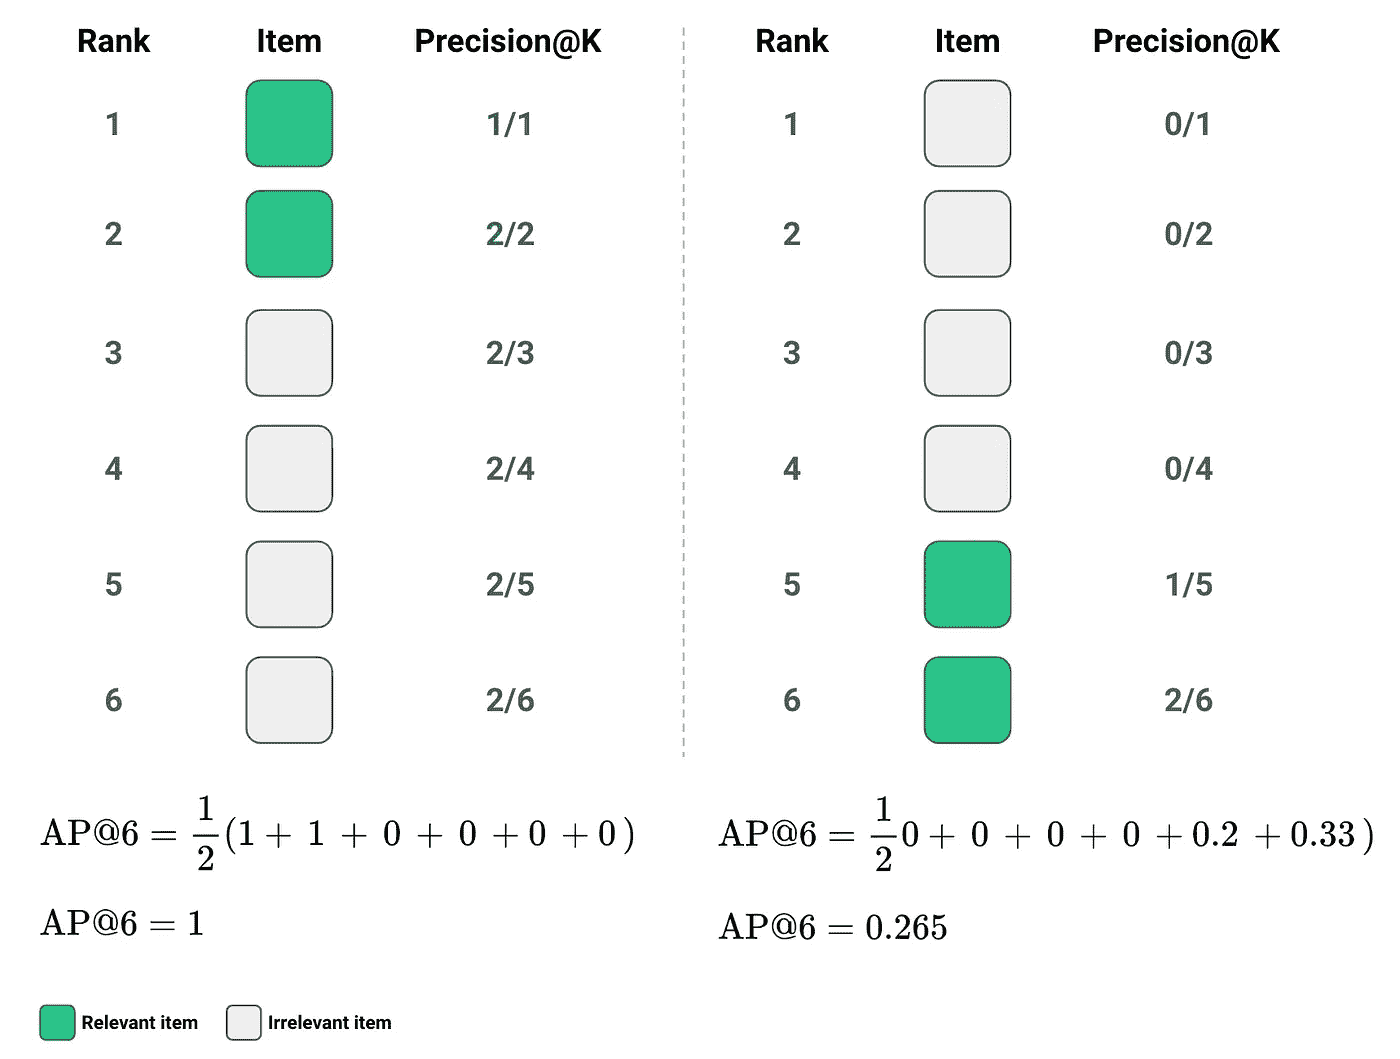 Rank Item Precision@K Rank Item Precision@K
1 1/1 1 0/1
2 2/2 2 0/2
3 2/3 3 0/3
4 2/4 4 0/4
5 2/5 5 1/5
6 2/6 6 2/6
AP@6 = 1/2(1 + 1 + 0 + 0 + 0 + 0) AP@6 = 1/2 0 + 0 + 0 + 0 + 0.2 + 0.33)
AP@6 = 1 AP@6 = 0.265
Relevant item Irrelevant item